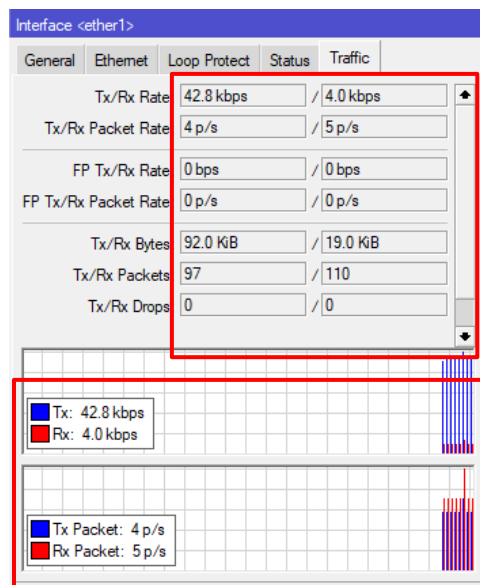 Interface <ether1>
General Ethernet Loop Protect Status Traffic
Tx/Rx Rate 42.8 kbps / 4.0 kbps
Tx/Rx Packet Rate 4 p/s / 5 p/s
FP Tx/Rx Rate 0 bps / 0 bps
FP Tx/Rx Packet Rate 0 p/s / 0 p/s
Tx/Rx Bytes 92.0 KiB / 19.0 KiB
Tx/Rx Packets 97 / 110
Tx/Rx Drops 0 / 0
Tx: 42.8 kbps
Rx: 4.0 kbps
Tx Packet: 4 p/s
Rx Packet: 5 p/s